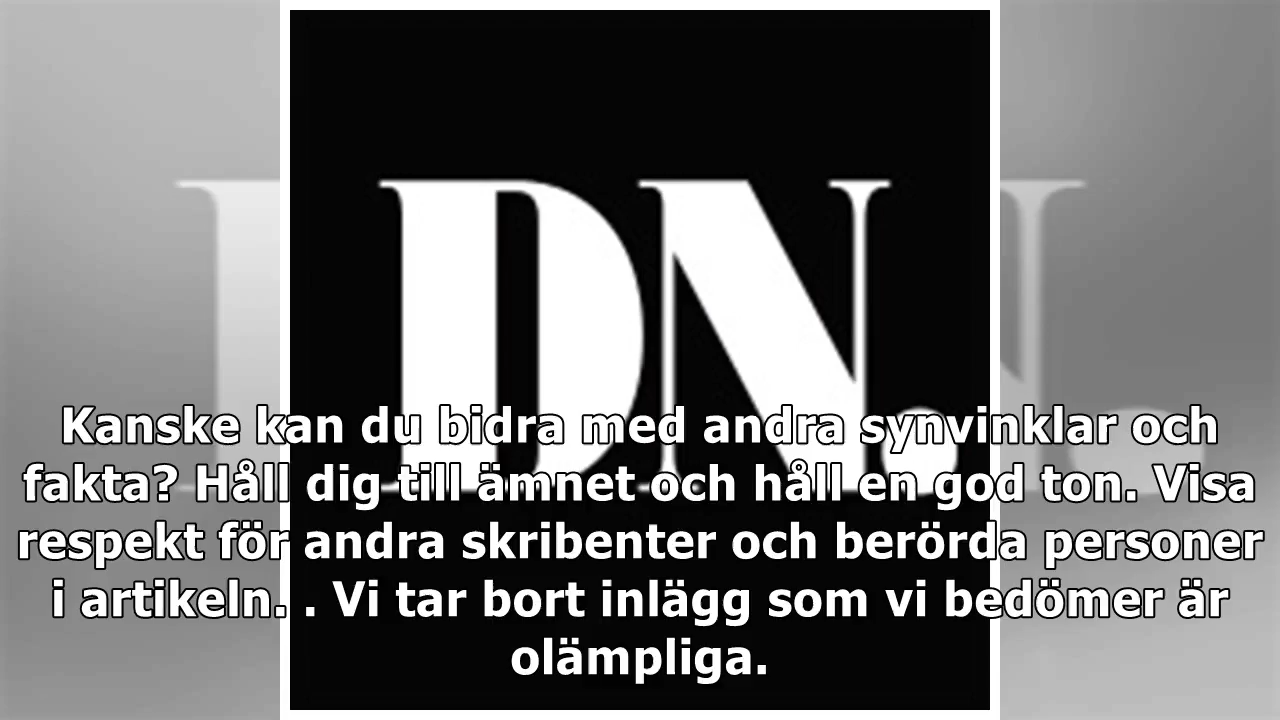 DN.
Kanske kan du bidra med andra synvinklar och
fakta? Håll dig till ämnet och håll en god ton. Visa
respekt för andra skribenter och berörda personer
i artikeln. . Vi tar bort inlägg som vi bedömer är
olämpliga.